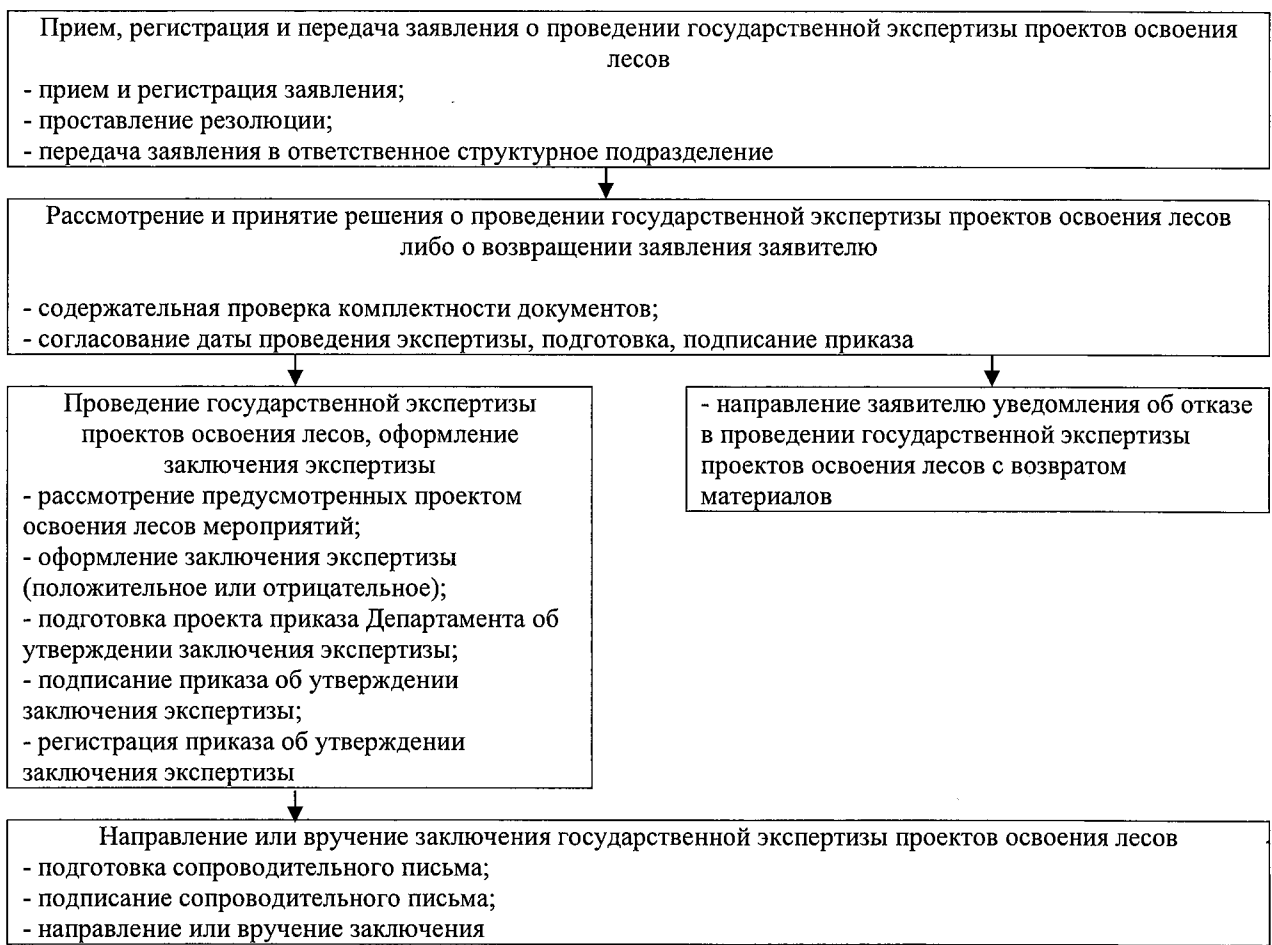 Прием, регистрация и передача заявления о проведении государственной экспертизы проектов освоения
лесов
- прием и регистрация заявления;
- проставление резолюции;
- передача заявления в ответственное структурное подразделение
Рассмотрение и принятие решения о проведении государственной экспертизы проектов освоения лесов
либо о возвращении заявления заявителю
- содержательная проверка комплектности документов;
- согласование даты проведения экспертизы, подготовка, подписание приказа
Проведение государственной экспертизы
проектов освоения лесов, оформление
заключения экспертизы
- рассмотрение предусмотренных проектом
освоения лесов мероприятий;
- оформление заключения экспертизы
(положительное или отрицательное);
- подготовка проекта приказа Департамента об
утверждении заключения экспертизы;
- подписание приказа об утверждении
заключения экспертизы;
- регистрация приказа об утверждении
заключения экспертизы
- направление заявителю уведомления об отказе
в проведении государственной экспертизы
проектов освоения лесов с возвратом
материалов
Направление или вручение заключения государственной экспертизы проектов освоения лесов
- подготовка сопроводительного письма;
- подписание сопроводительного письма;
- направление или вручение заключения